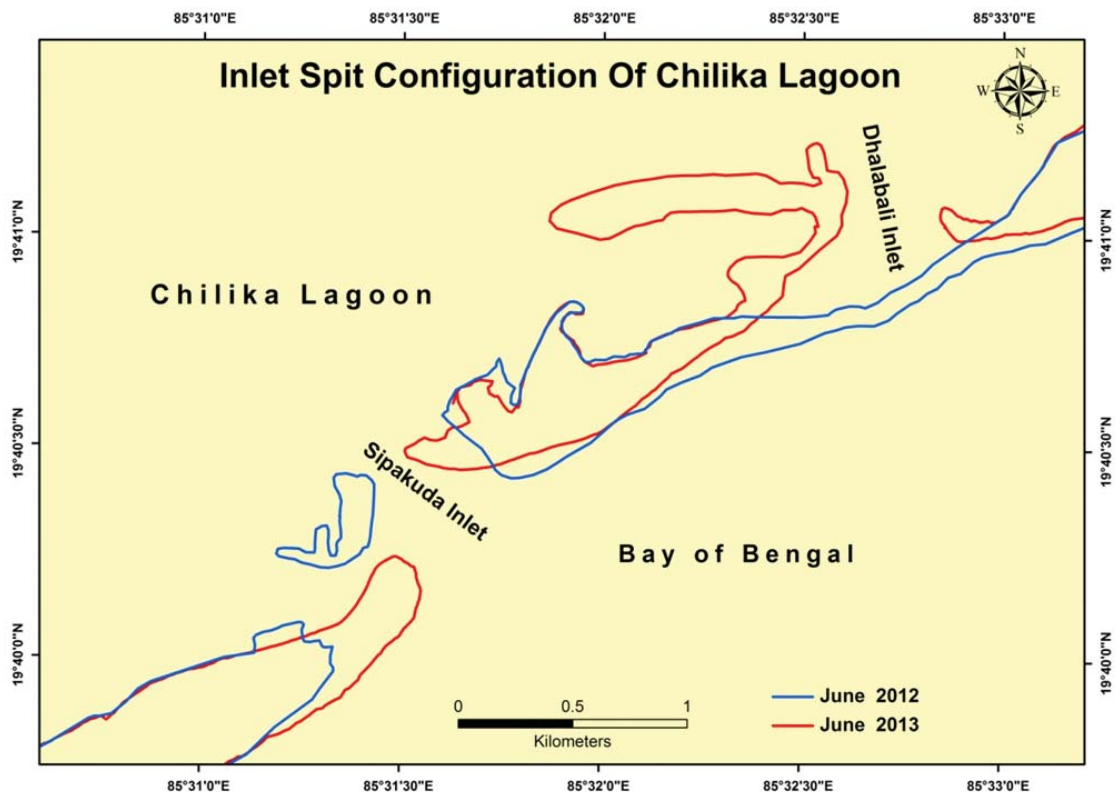 85°31'0"E 85°31'30"E 85°32'0"E 85°32'30"E 85°33'0"E
Inlet Spit Configuration Of Chilika Lagoon
N
W E
S
Dhalabali Inlet
19°41'0"N
19°41'0"N
Chilika Lagoon
19°40'30"N
19°40'30"N
Sipakuda Inlet
Bay of Bengal
19°40'0"N
19°40'0"N
0 0.5 1
Kilometers
June 2012
June 2013
85°31'0"E 85°31'30"E 85°32'0"E 85°32'30"E 85°33'0"E